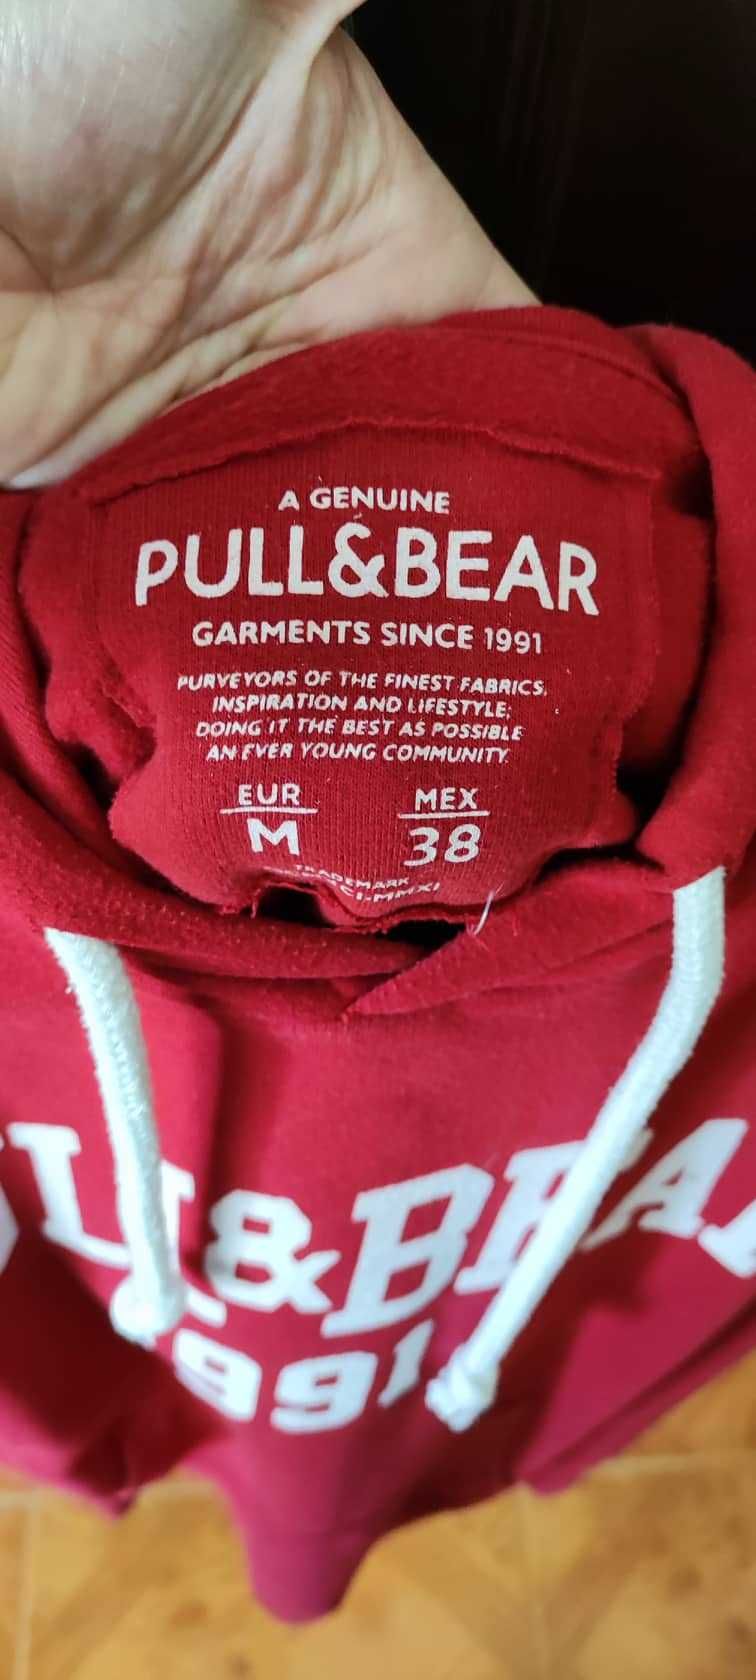 A GENUINE
PULL&BEAR
GARMENTS SINCE 1991
PURVEYORS OF THE FINEST FABRICS,
INSPIRATION AND LIFESTYLE;
DOING IT THE BEST AS POSSIBLE
AN EVER YOUNG COMMUNITY.
EUR MEX
M 38
TRADEMARK